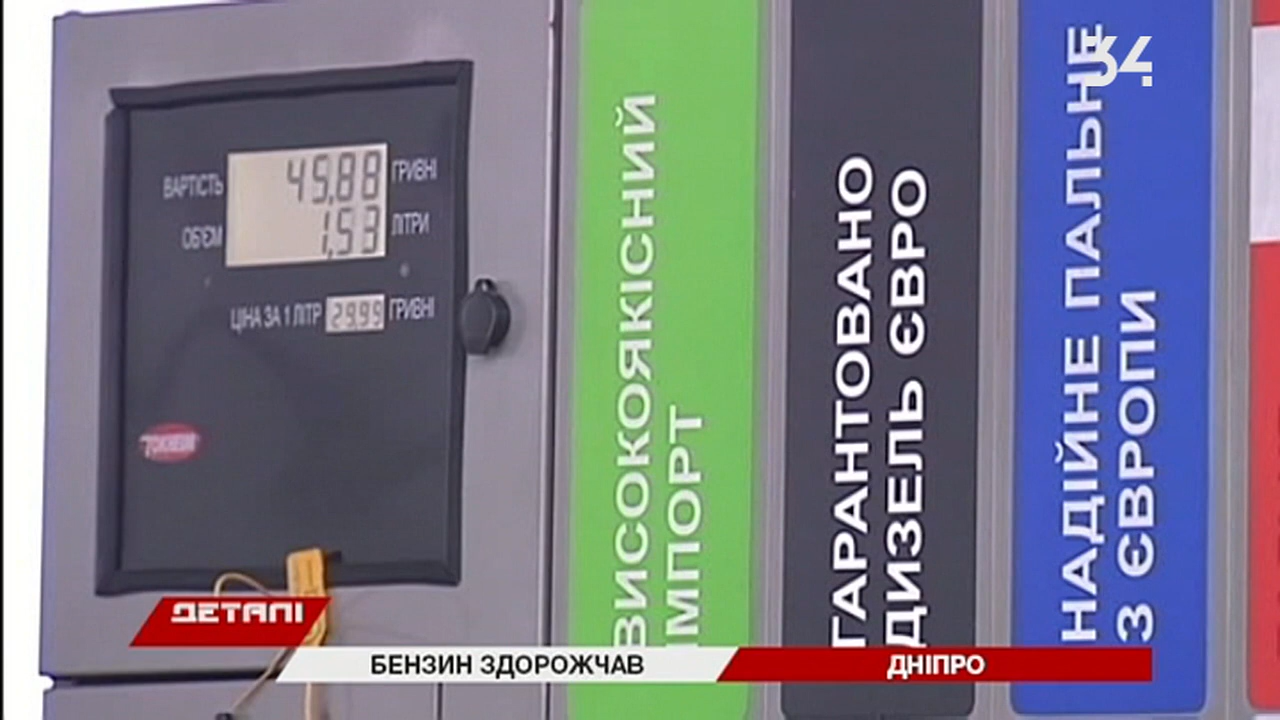 34
ВАРТІСТЬ 45,88 ГРИВНІ
ОБ'ЄМ 1,53 ЛІТРИ
ЦІНА ЗА 1 ЛІТР 29.99 ГРИВНІ
ВИСОКОЯКІСНИЙ
ІМПОРТ
ГАРАНТОВАНО
ДИЗЕЛЬ ЄВРО
НАДІЙНЕ ПАЛЬНЕ
З ЄВРОПИ
ДЕТАЛІ
БЕНЗИН ЗДОРОЖЧАВ
ДНІПРО